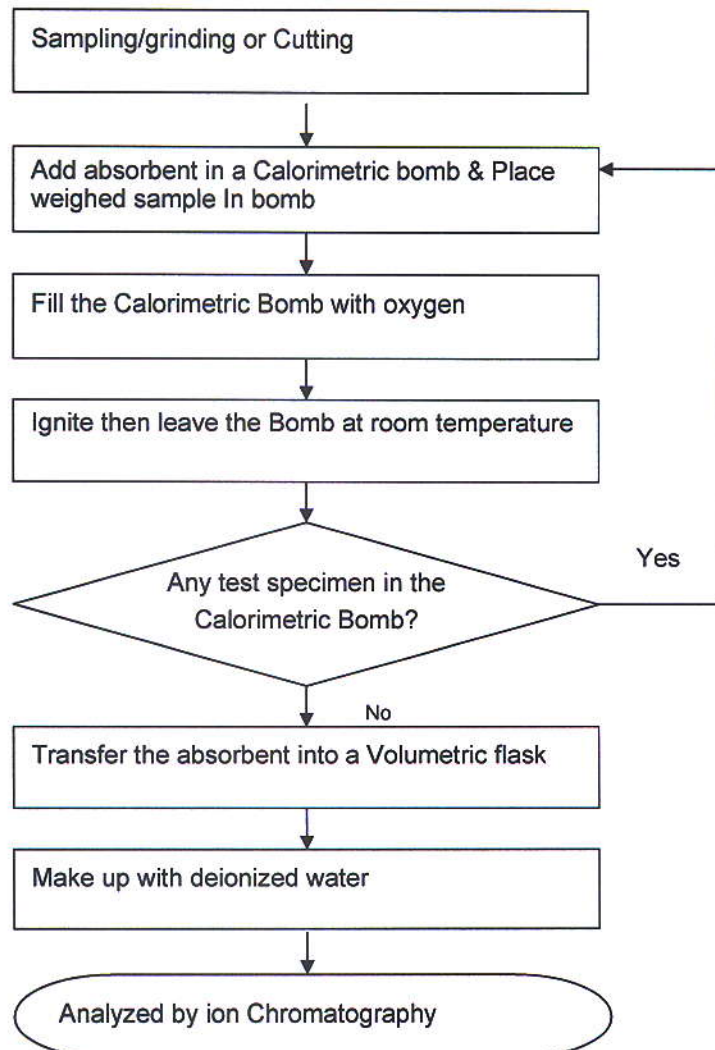 Sampling/grinding or Cutting
Add absorbent in a Calorimetric bomb & Place
weighed sample In bomb
Fill the Calorimetric Bomb with oxygen
Ignite then leave the Bomb at room temperature
Any test specimen in the
Calorimetric Bomb?
Yes
No
Transfer the absorbent into a Volumetric flask
Make up with deionized water
Analyzed by ion Chromatography